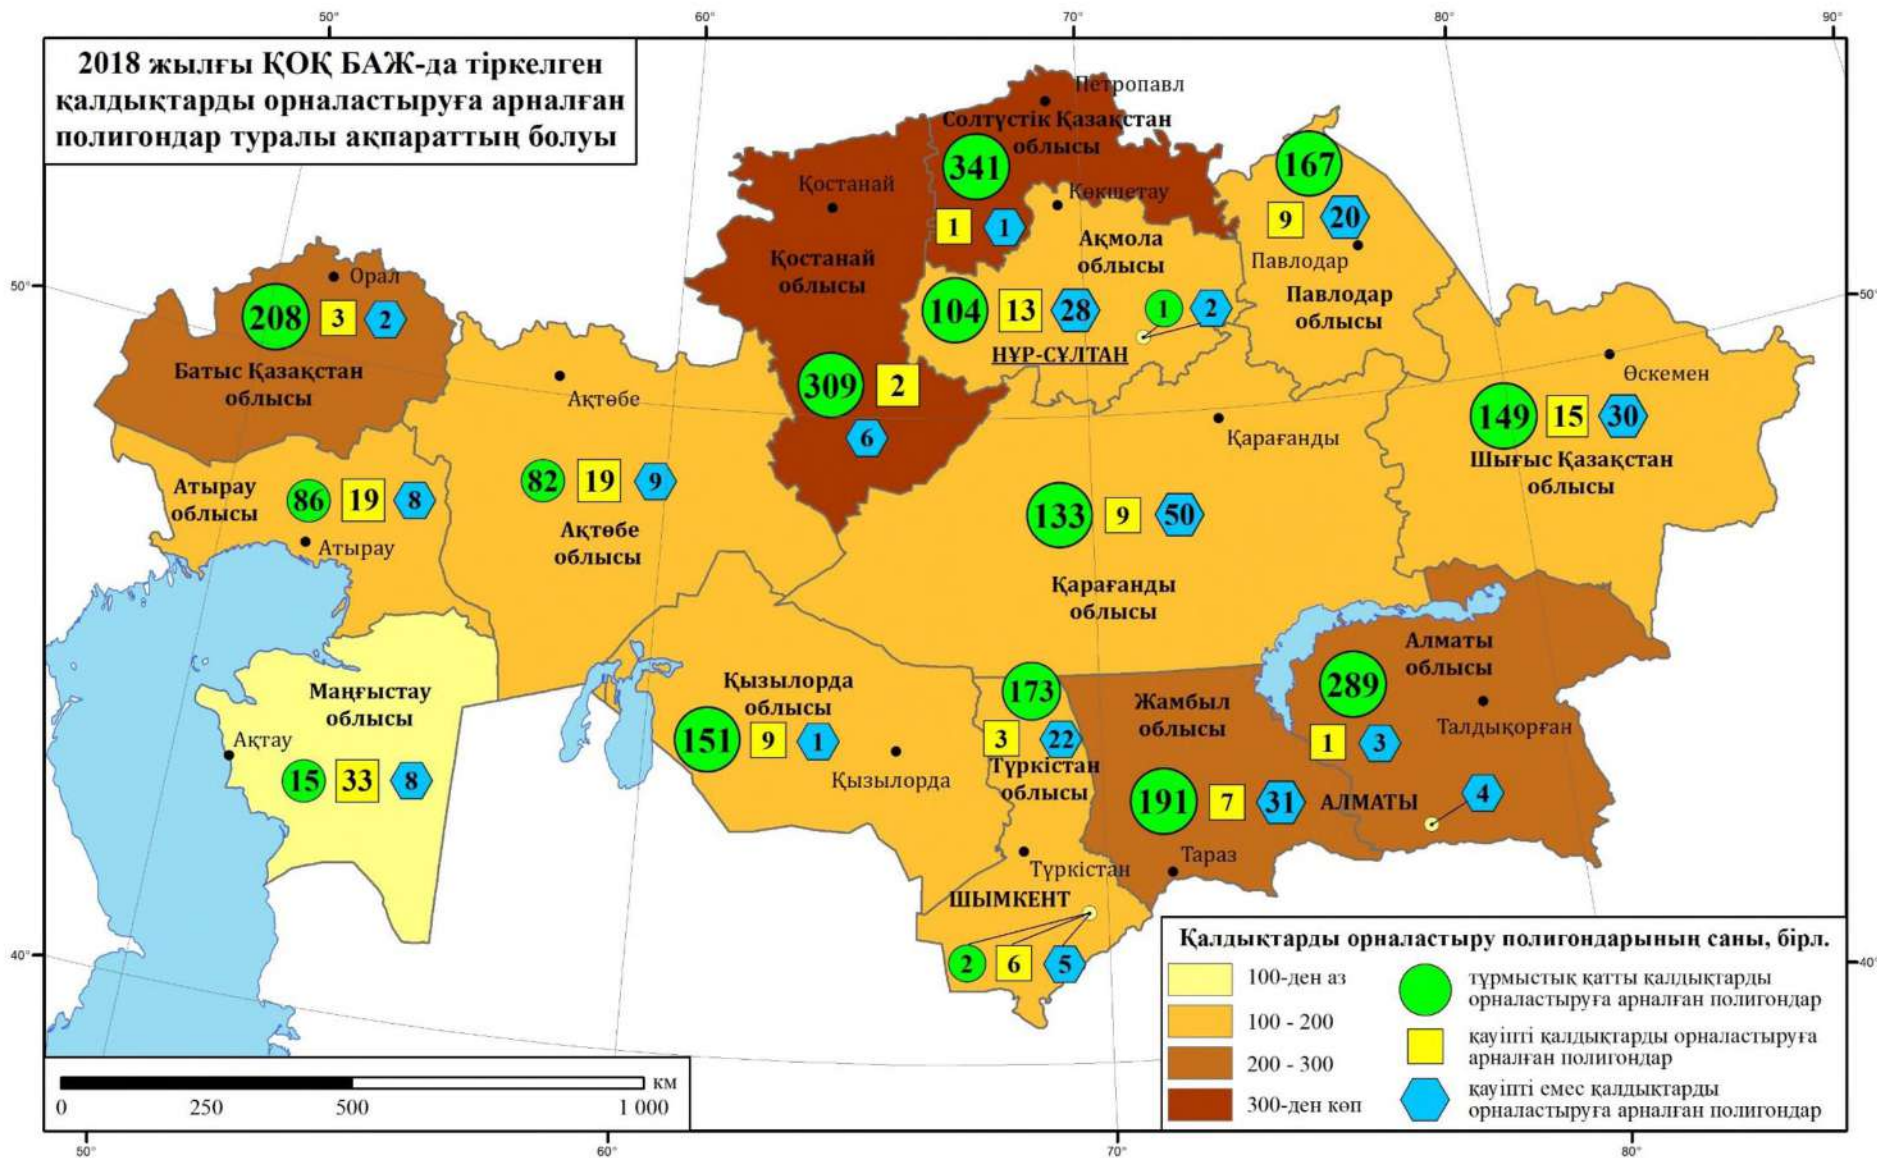 50°
60°
70°
80°
90°
2018 жылғы ҚОҚ БАЖ-да тіркелген
қалдықтарды орналастыруға арналған
полигондар туралы ақпараттың болуы
Петропавл
Солтүстік Қазақстан
облысы
341
1
1
Қостанай
Қостанай
облысы
309
2
6
Көкшетау
Ақмола
облысы
104
13
28
1
2
НҰР-СҰЛТАН
167
9
20
Павлодар
Павлодар
облысы
50°
50°
Орал
208
3
2
Батыс Қазақстан
облысы
Ақтөбе
82
19
9
Ақтөбе
облысы
Атырау
облысы
86
19
8
Атырау
Қарағанды
133
9
50
Қарағанды
облысы
Өскемен
149
15
30
Шығыс Қазақстан
облысы
Маңғыстау
облысы
Ақтау
15
33
8
Қызылорда
облысы
151
9
1
Қызылорда
173
3
22
Түркістан
облысы
Түркістан
Жамбыл
облысы
191
7
31
Тараз
Алматы
облысы
289
1
3
Талдықорған
АЛМАТЫ
4
ШЫМКЕНТ
2
6
5
40°
40°
Қалдықтарды орналастыру полигондарының саны, бірл.
100-ден аз
100 - 200
200 - 300
300-ден көп
тұрмыстық қатты қалдықтарды
орналастыруға арналған полигондар
қауіпті қалдықтарды орналастыруға
арналған полигондар
қауіпті емес қалдықтарды
орналастыруға арналған полигондар
км
0
250
500
1 000
50°
60°
70°
80°